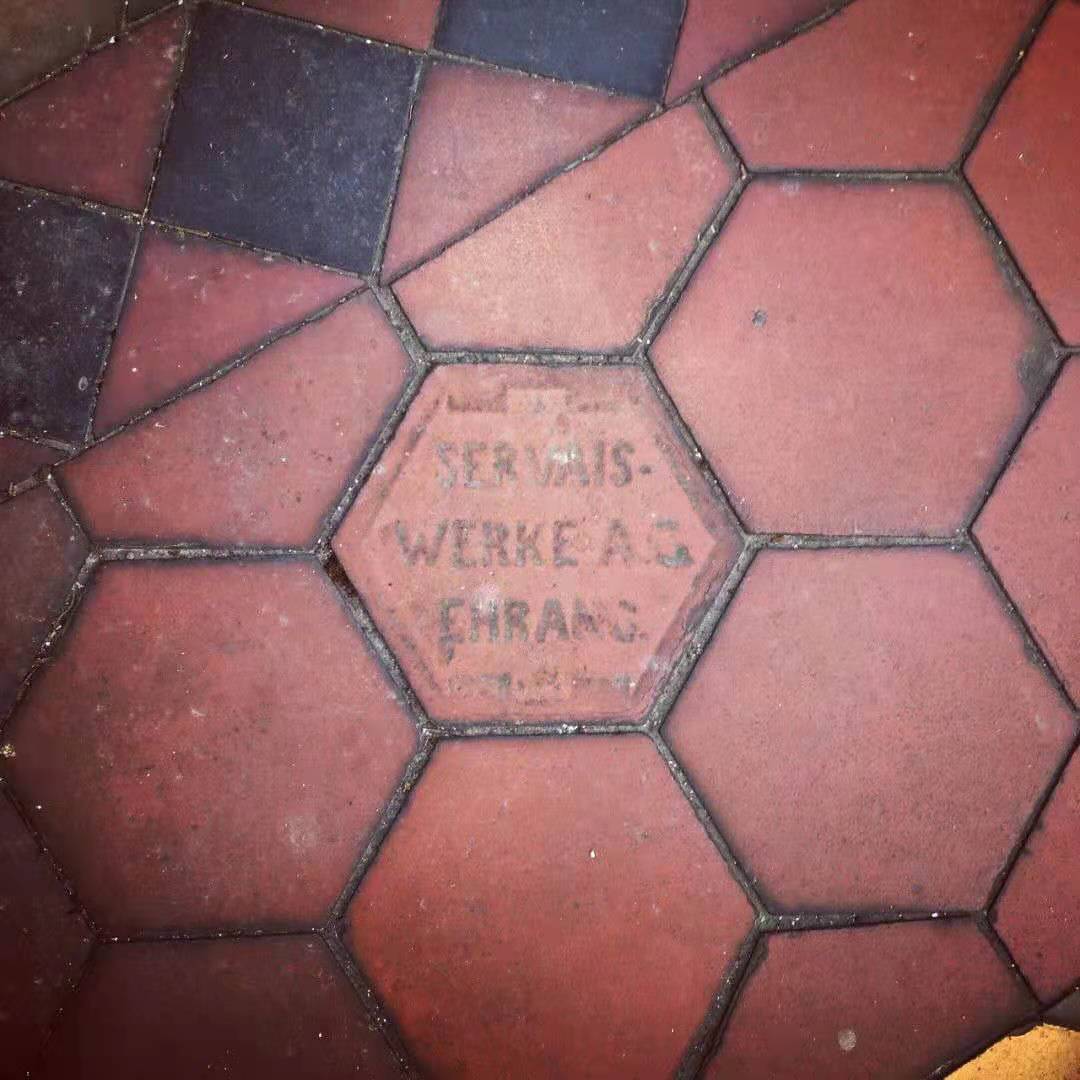 SERVAIS-
WERKE A.G.
EHRANG.